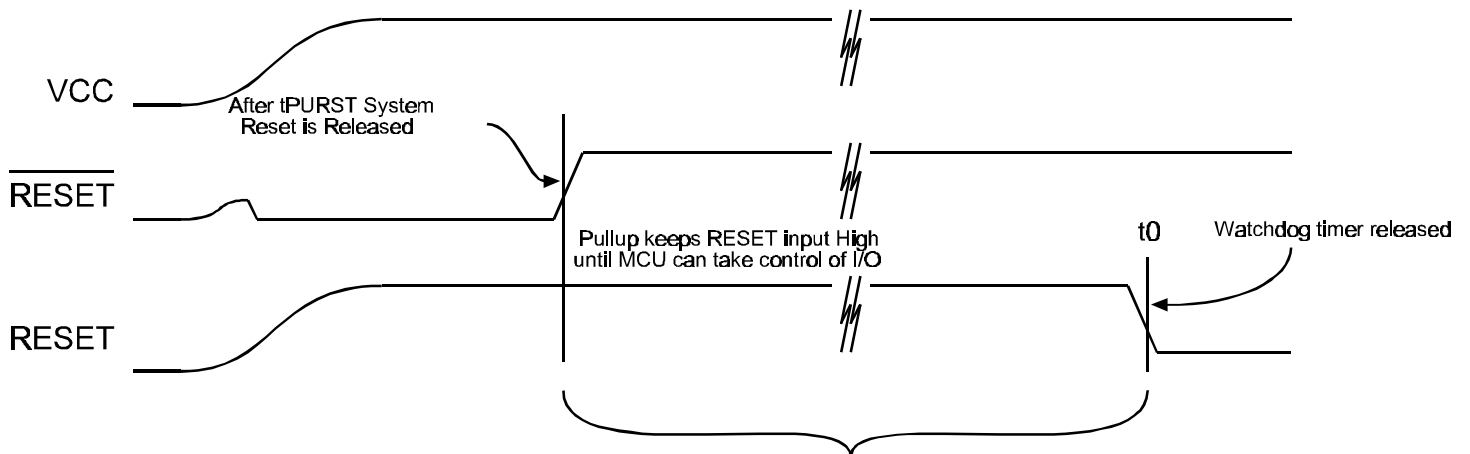 VCC
After tPURST System
Reset is Released
RESET
Pullup keeps RESET input High
until MCU can take control of I/O
t0
Watchdog timer released
RESET